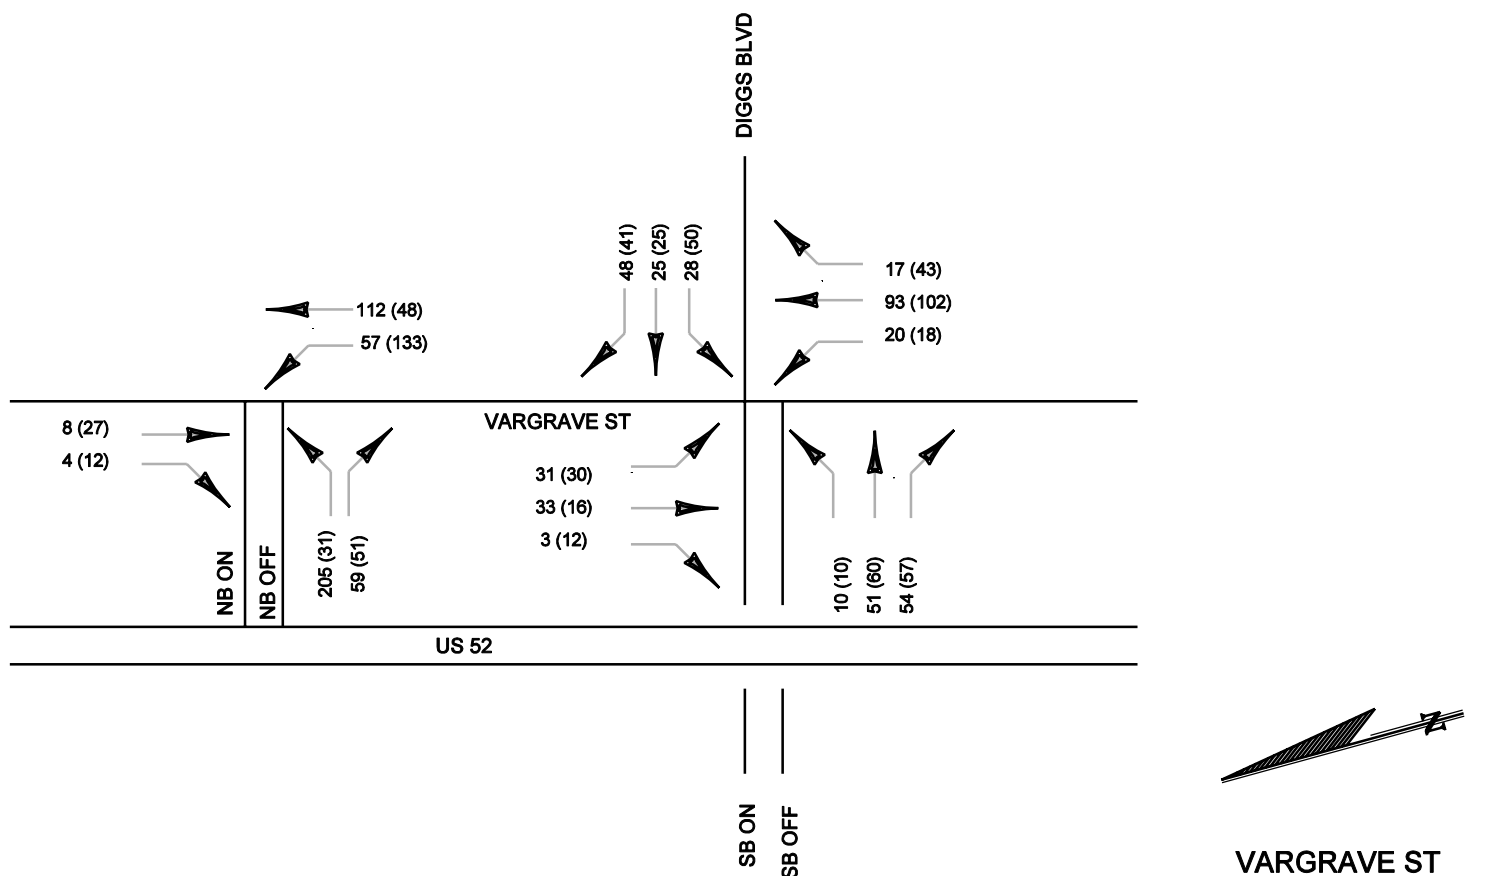 DIGGS BLVD
48 (41)
25 (25)
28 (50)
17 (43)
93 (102)
20 (18)
112 (48)
57 (133)
VARGRAVE ST
8 (27)
4 (12)
31 (30)
33 (16)
3 (12)
NB ON
NB OFF
205 (31)
59 (51)
10 (10)
51 (60)
54 (57)
US 52
SB ON
SB OFF
N
VARGRAVE ST